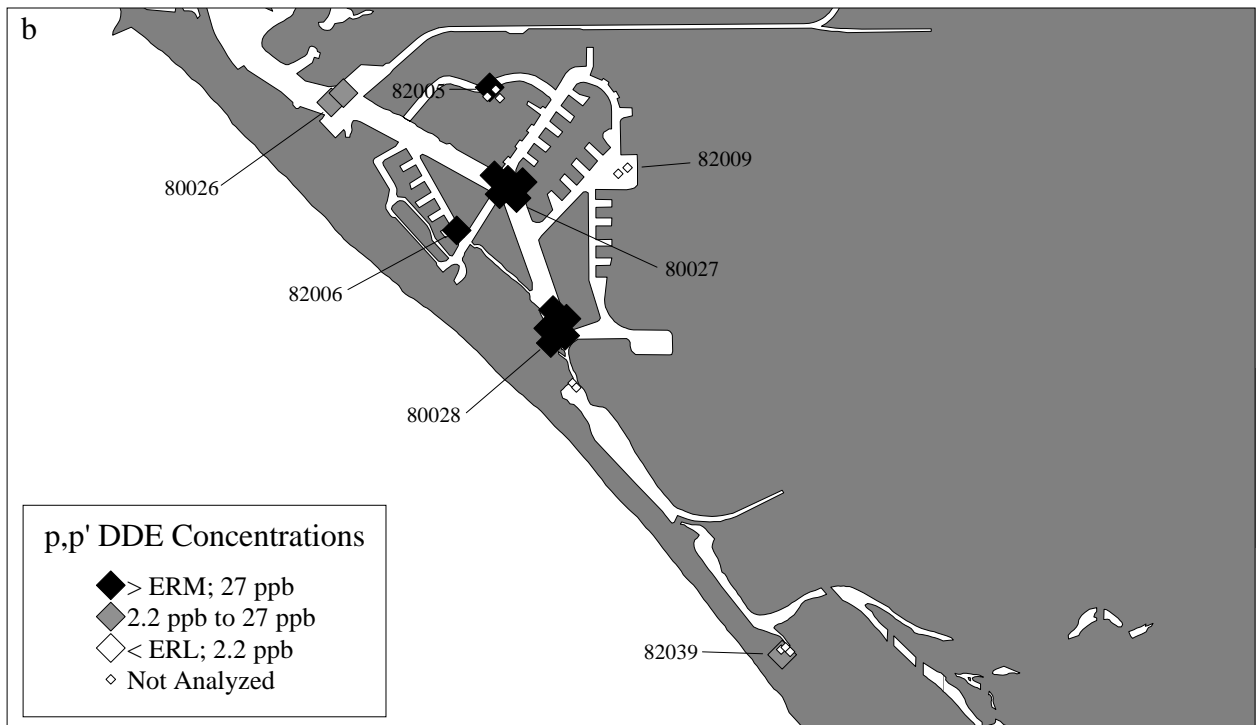 b
82005
82009
80026
80027
82006
80028
82039
p,p' DDE Concentrations
> ERM; 27 ppb
2.2 ppb to 27 ppb
< ERL; 2.2 ppb
Not Analyzed